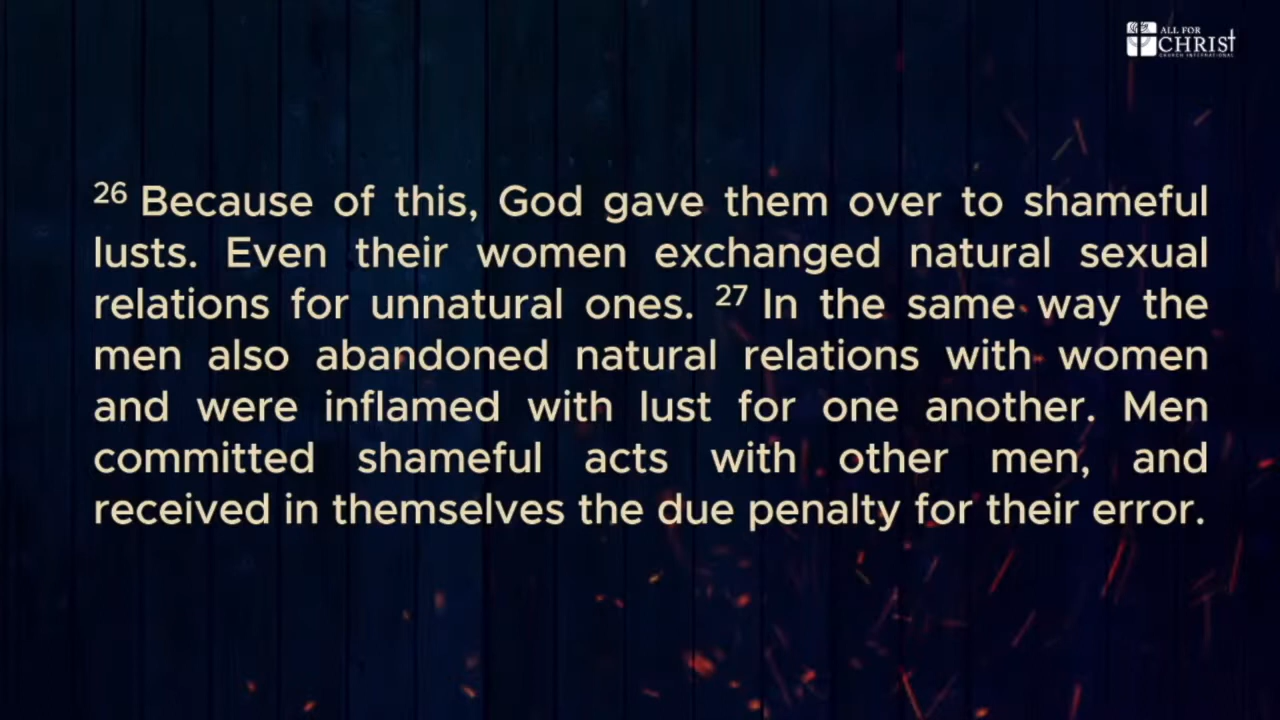 ALL FOR
CHRIST
CHURCH INTERNATIONAL
26 Because of this, God gave them over to shameful
lusts. Even their women exchanged natural sexual
relations for unnatural ones. 27 In the same way the
men also abandoned natural relations with women
and were inflamed with lust for one another. Men
committed shameful acts with other men, and
received in themselves the due penalty for their error.